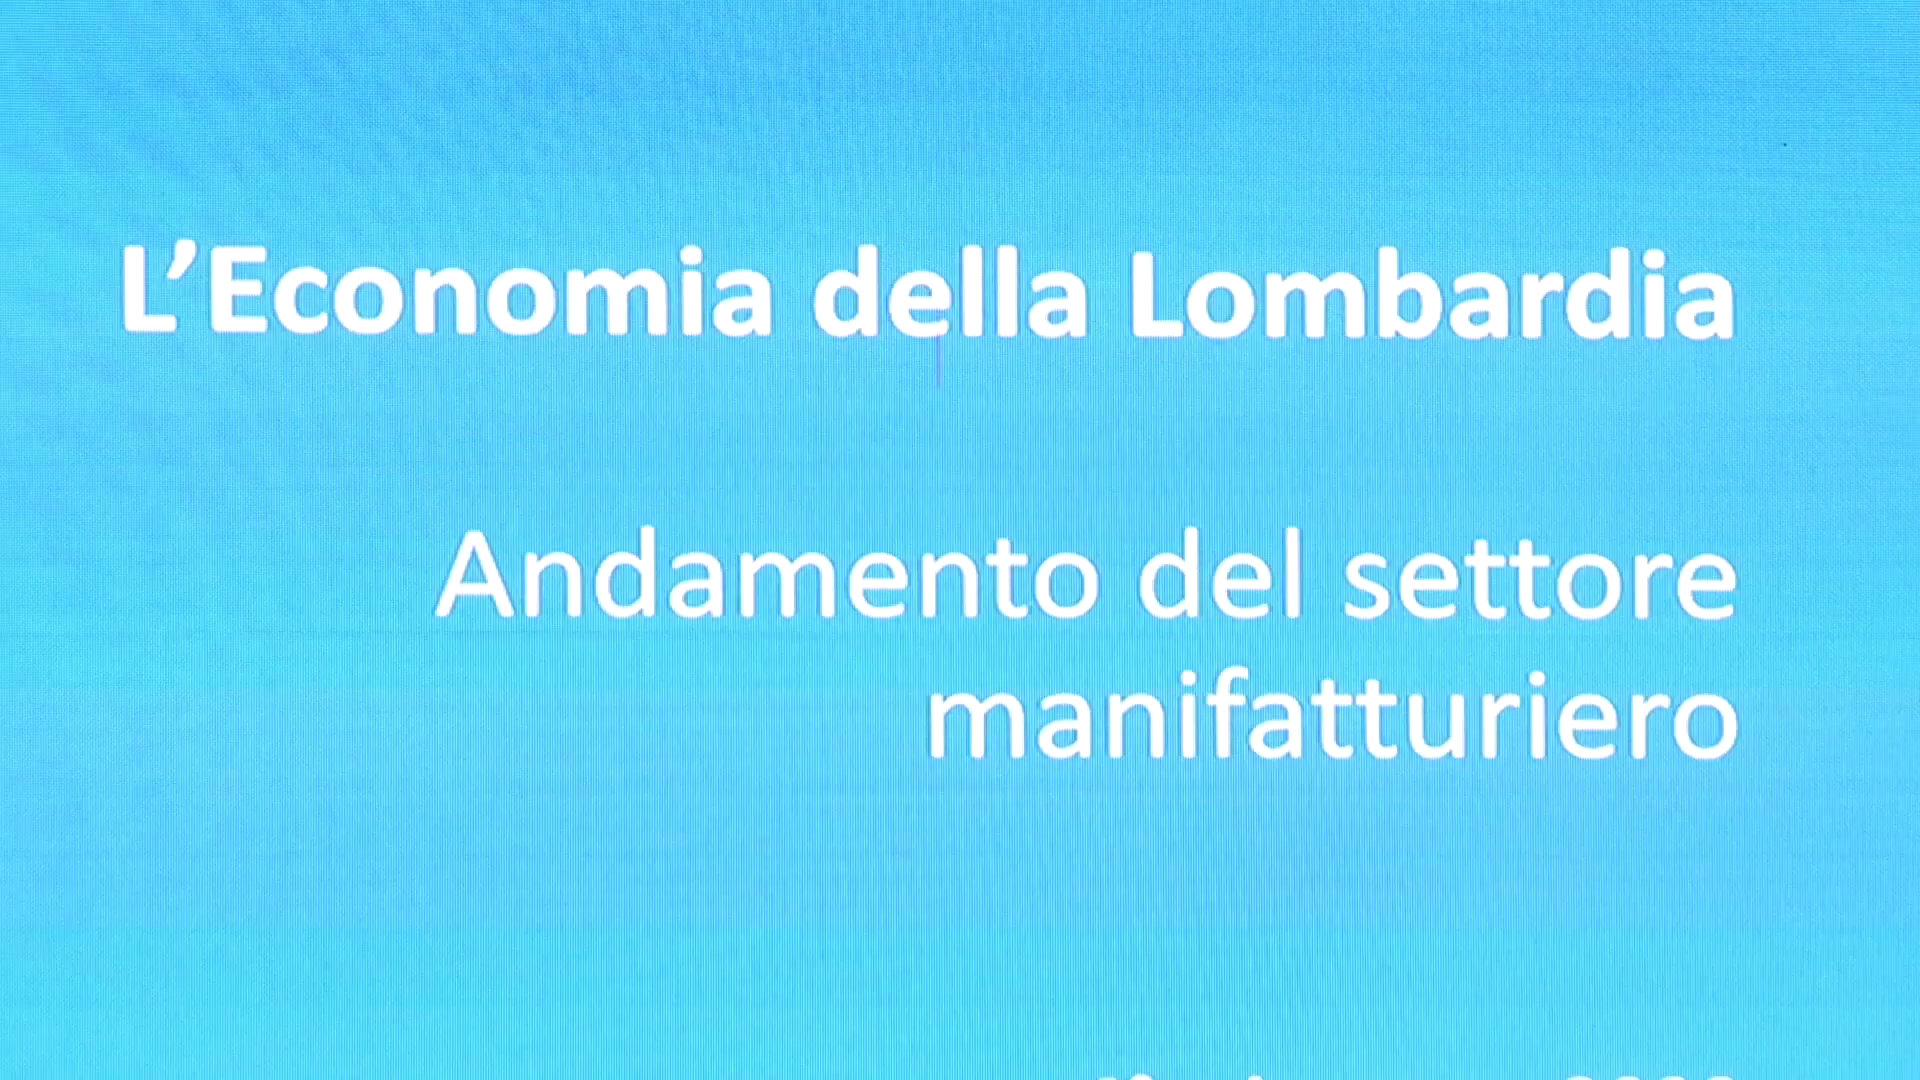 L’Economia della Lombardia
Andamento del settore
manifatturiero